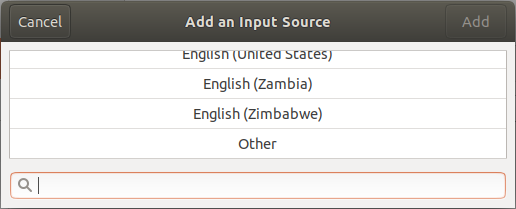 Cancel Add an Input Source Add
English (United States)
English (Zambia)
English (Zimbabwe)
Other